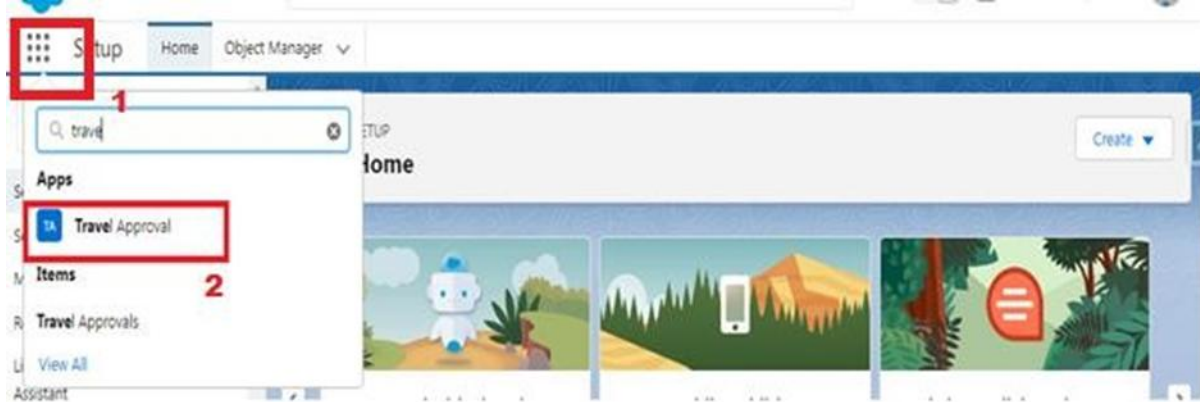 Setup Home Object Manager
1
trave
ETUP
Home
Create
Apps
TA Travel Approval
2
Items
Travel Approvals
View All
Assistant